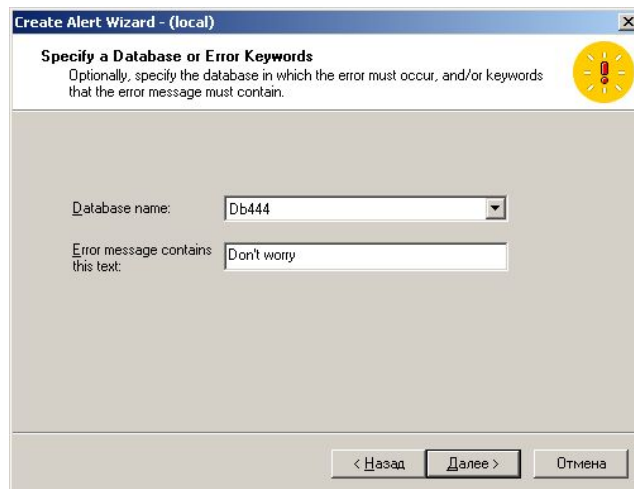 Create Alert Wizard - (local)
Specify a Database or Error Keywords
Optionally, specify the database in which the error must occur, and/or keywords
that the error message must contain.
Database name:
Db444
Error message contains
this text:
Don't worry
< Назад
Далее >
Отмена